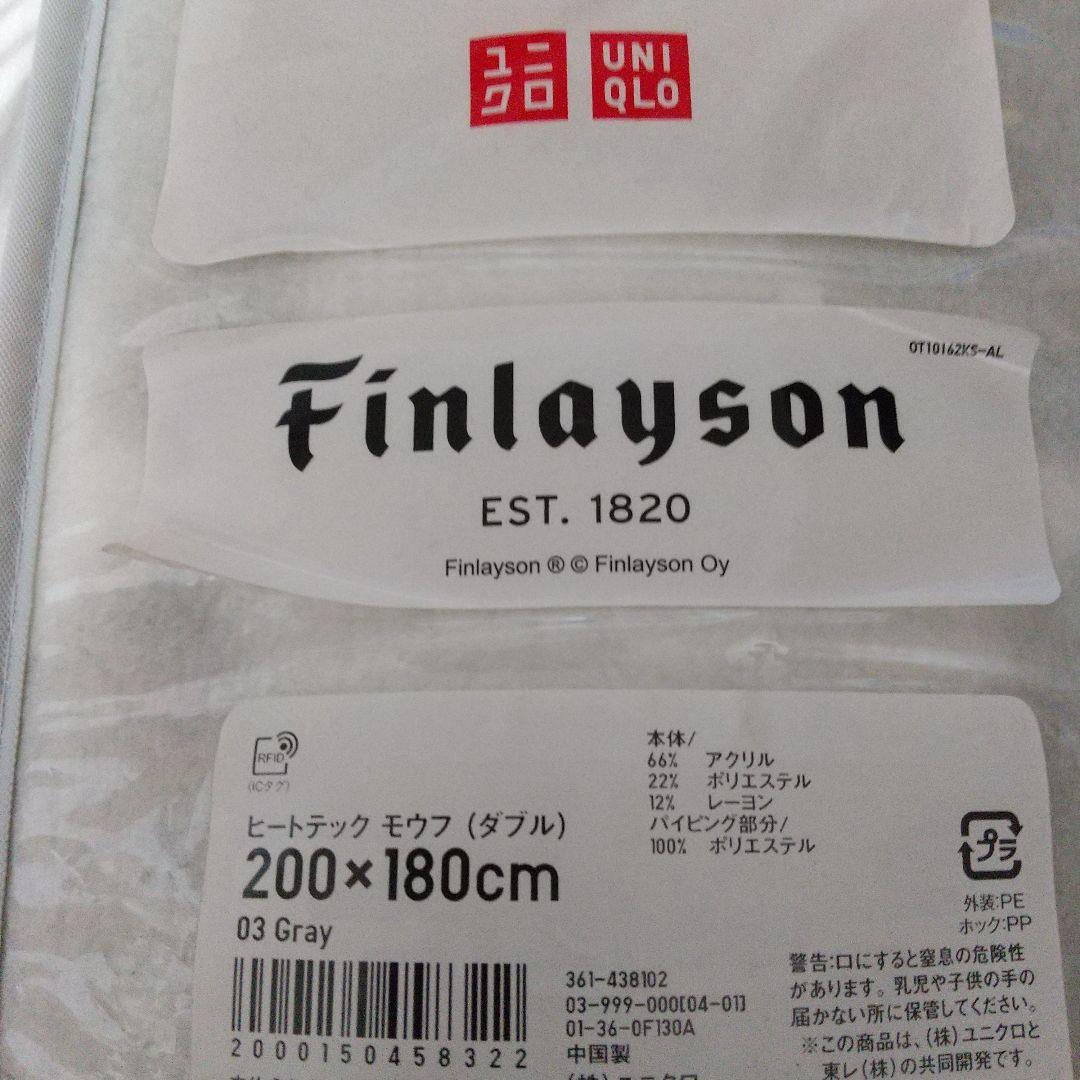 ユニ
クロ
UNI
QLO
OT10162KS-AL
Finlayson
EST. 1820
Finlayson ® © Finlayson Oy
RFID
(ICタグ)
ヒートテック モウフ (ダブル)
200×180cm
03 Gray
2000150458322
本体/
66% アクリル
22% ポリエステル
12% レーヨン
パイピング部分/
100% ポリエステル
プラ
外装:PE
ホック:PP
361-438102
03-999-000[04-01]
01-36-0F130A
中国製
(株)ユニクロ
警告:口にすると窒息の危険性
があります。乳児や子供の手の
届かない所に保管してください。
※この商品は、(株)ユニクロと
東レ(株)の共同開発です。